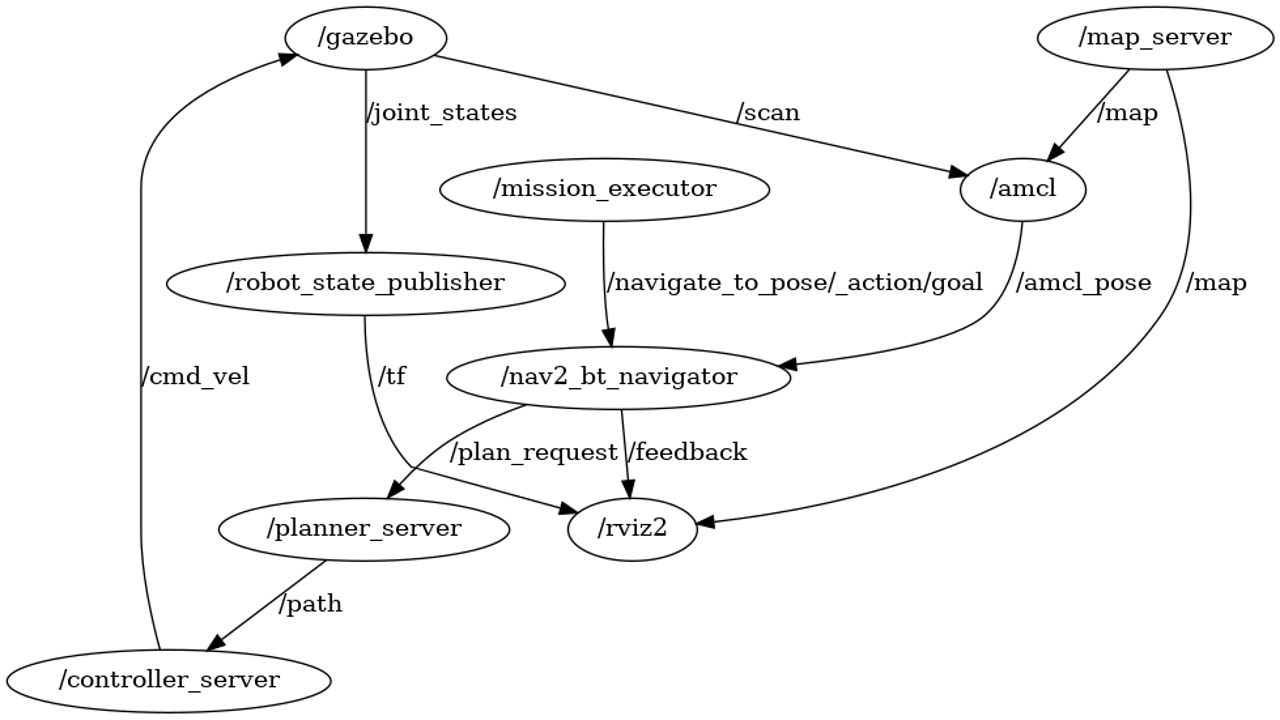 /gazebo
/map_server
/joint_states
/scan
/map
/mission_executor
/amcl
/robot_state_publisher
/navigate_to_pose/_action/goal
/amcl_pose
/map
/cmd_vel
/tf
/nav2_bt_navigator
/plan_request
/feedback
/planner_server
/rviz2
/path
/controller_server